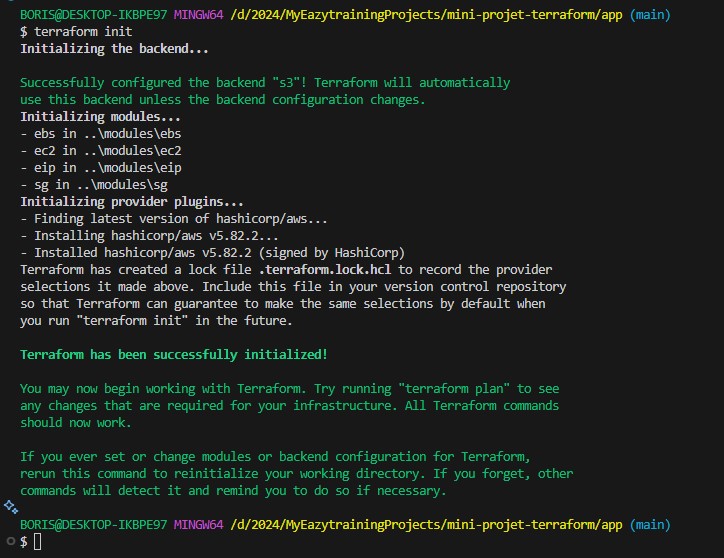 BORIS@DESKTOP-IKBPE97 MINGW64 /d/2024/MyEazytrainingProjects/mini-projet-terraform/app (main)
$ terraform init
Initializing the backend...
Successfully configured the backend "s3"! Terraform will automatically
use this backend unless the backend configuration changes.
Initializing modules...
- ebs in ..\modules\ebs
- ec2 in ..\modules\ec2
- eip in ..\modules\eip
- sg in ..\modules\sg
Initializing provider plugins...
- Finding latest version of hashicorp/aws...
- Installing hashicorp/aws v5.82.2...
- Installed hashicorp/aws v5.82.2 (signed by HashiCorp)
Terraform has created a lock file .terraform.lock.hcl to record the provider
selections it made above. Include this file in your version control repository
so that Terraform can guarantee to make the same selections by default when
you run "terraform init" in the future.
Terraform has been successfully initialized!
You may now begin working with Terraform. Try running "terraform plan" to see
any changes that are required for your infrastructure. All Terraform commands
should now work.
If you ever set or change modules or backend configuration for Terraform,
rerun this command to reinitialize your working directory. If you forget, other
commands will detect it and remind you to do so if necessary.
BORIS@DESKTOP-IKBPE97 MINGW64 /d/2024/MyEazytrainingProjects/mini-projet-terraform/app (main)
$